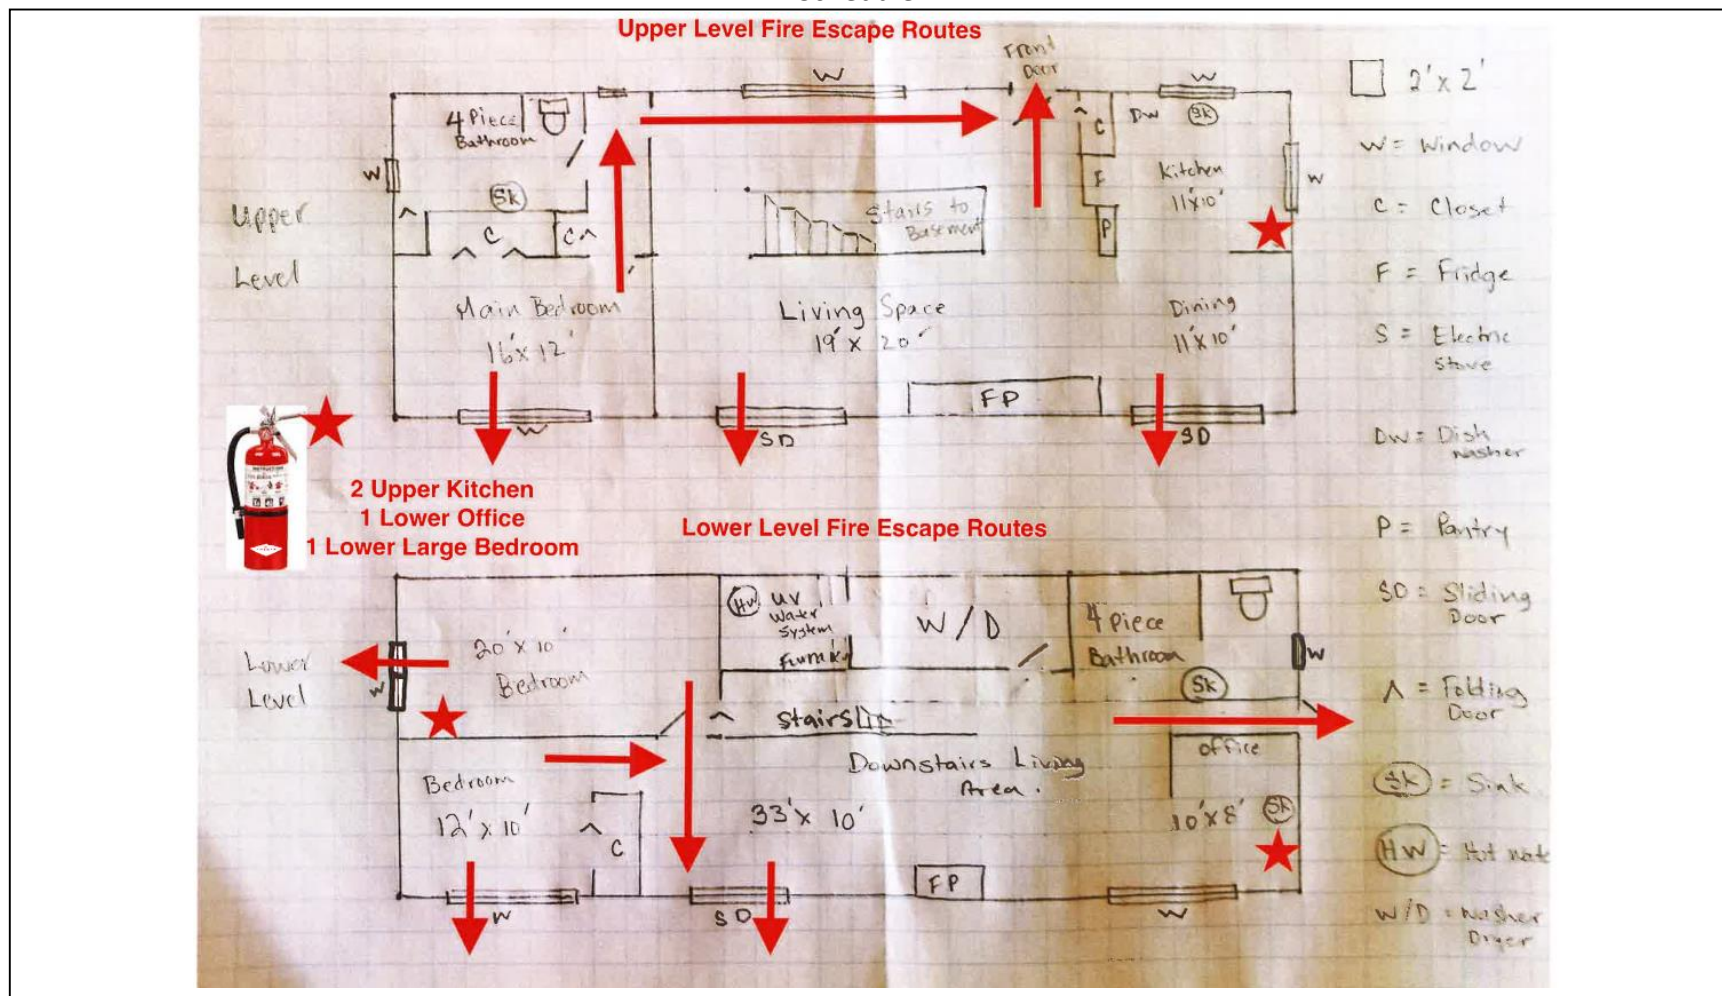 Upper Level Fire Escape Routes
Front
Door
W
W
2'x 2'
4 Piece
Bathroom
C
DW
SK
W = Window
W
F
Kitchen
11'x10'
W
SK
Upper
Level
C
C
Stairs to
Basement
P
C = Closet
F = Fridge
Main Bedroom
16'x 12'
Living Space
19'x 20'
Dining
11'x 10'
S = Electric
Stove
FP
W
SD
SD
DW = Dish
Washer
2 Upper Kitchen
1 Lower Office
1 Lower Large Bedroom
Lower Level Fire Escape Routes
P = Pantry
HW
UV
Water
System
W/D
4 Piece
Bathroom
SD = Sliding
Door
20'x 10'
Bedroom
W
W
Lower
Level
SK
Stairs
Λ = Folding
Door
Office
Bedroom
12'x 10'
Downstairs Living
Area.
33'x 10'
10'x8'
SK
SK = Sink
C
HW = Hot
FP
W
SD
W
W/D = Washer
Dryer